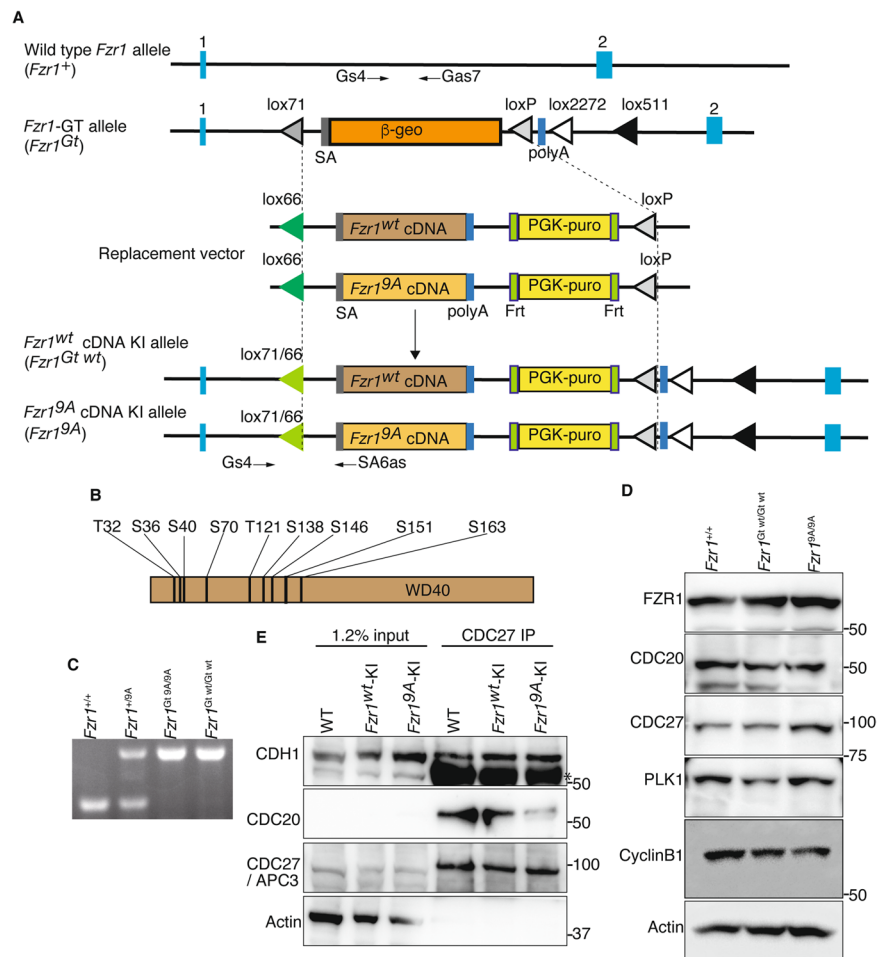 A
Wild type Fzr1 allele
(Fzr1+)
1
2
Gs4
Gas7
Fzr1-GT allele
(Fzr1Gt)
1
lox71
loxP
lox2272
lox511
2
β-geo
SA
polyA
lox66
loxP
Fzr1wt cDNA
PGK-puro
Replacement vector
lox66
loxP
Fzr19A cDNA
PGK-puro
SA
polyA
Frt
Frt
Fzr1wt cDNA KI allele
(Fzr1Gt wt)
lox71/66
Fzr1wt cDNA
PGK-puro
Fzr19A cDNA KI allele
(Fzr19A)
lox71/66
Fzr19A cDNA
PGK-puro
Gs4
SA6as
B
T32 S36 S40 S70 T121 S138 S146 S151 S163
WD40
C
Fzr1+/+
Fzr1+/9A
Fzr1Gt 9A/9A
Fzr1Gt wt/Gt wt
D
Fzr1+/+
Fzr1Gt wt/Gt wt
Fzr19A/9A
FZR1
-50
CDC20
-50
CDC27
-100
-75
PLK1
CyclinB1
-50
Actin
E
1.2% input
CDC27 IP
WT
Fzr1wt-KI
Fzr19A-KI
WT
Fzr1wt-KI
Fzr19A-KI
CDH1
*
-50
CDC20
-50
CDC27
/ APC3
-100
Actin
-37